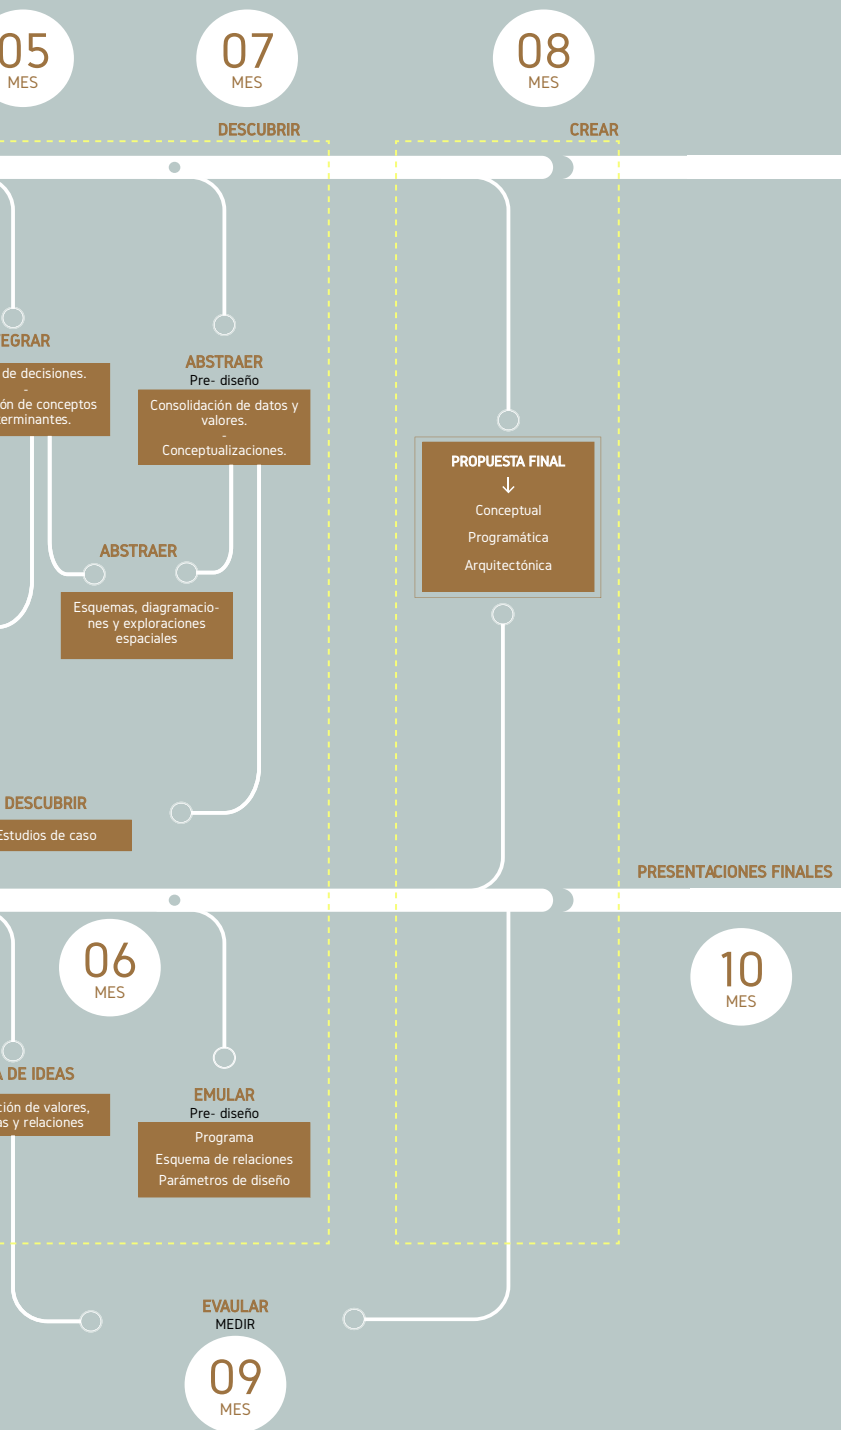 05
MES
07
MES
08
MES
DESCUBRIR
CREAR
EGRAR
de decisiones.
-
ón de conceptos
erminantes.
ABSTRAER
Pre- diseño
Consolidación de datos y
valores.
-
Conceptualizaciones.
PROPUESTA FINAL
↓
Conceptual
Programática
Arquitectónica
ABSTRAER
Esquemas, diagramacio-
nes y exploraciones
espaciales
DESCUBRIR
Estudios de caso
PRESENTACIONES FINALES
06
MES
10
MES
A DE IDEAS
ción de valores,
as y relaciones
EMULAR
Pre- diseño
Programa
Esquema de relaciones
Parámetros de diseño
EVAULAR
MEDIR
09
MES